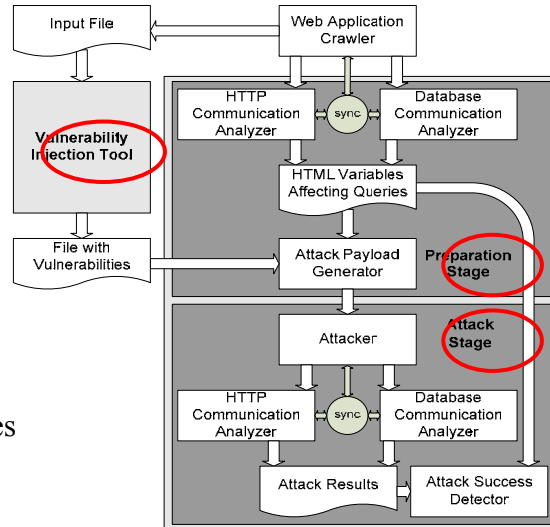 Input File
Web Application
Crawler
HTTP
Communication
Analyzer
sync
Database
Communication
Analyzer
Vulnerability
Injection Tool
HTML Variables
Affecting Queries
File with
Vulnerabilities
Attack Payload
Generator
Preparation
Stage
Attack
Stage
Attacker
HTTP
Communication
Analyzer
sync
Database
Communication
Analyzer
es
Attack Results
Attack Success
Detector